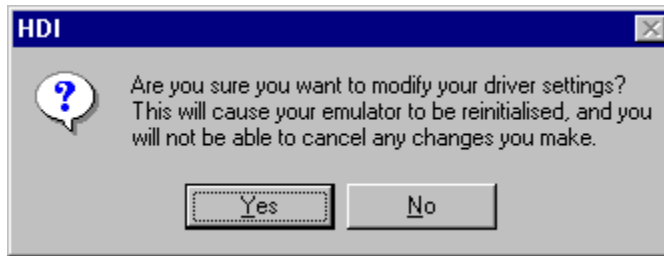 HDI
Are you sure you want to modify your driver settings?
This will cause your emulator to be reinitialised, and you
will not be able to cancel any changes you make.
Yes
No